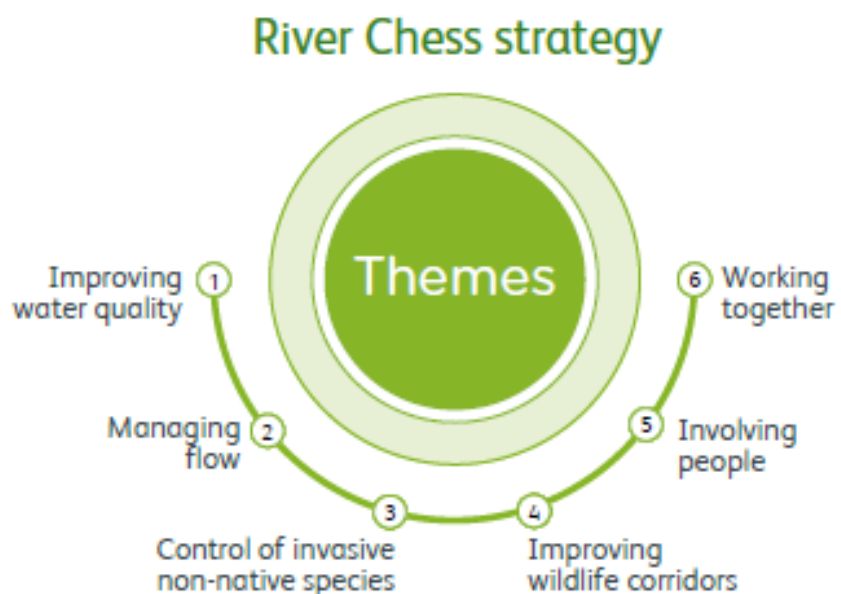 River Chess strategy
Themes
1
Improving
water quality
2
Managing
flow
3
Control of invasive
non-native species
4
Improving
wildlife corridors
5
Involving
people
6
Working
together